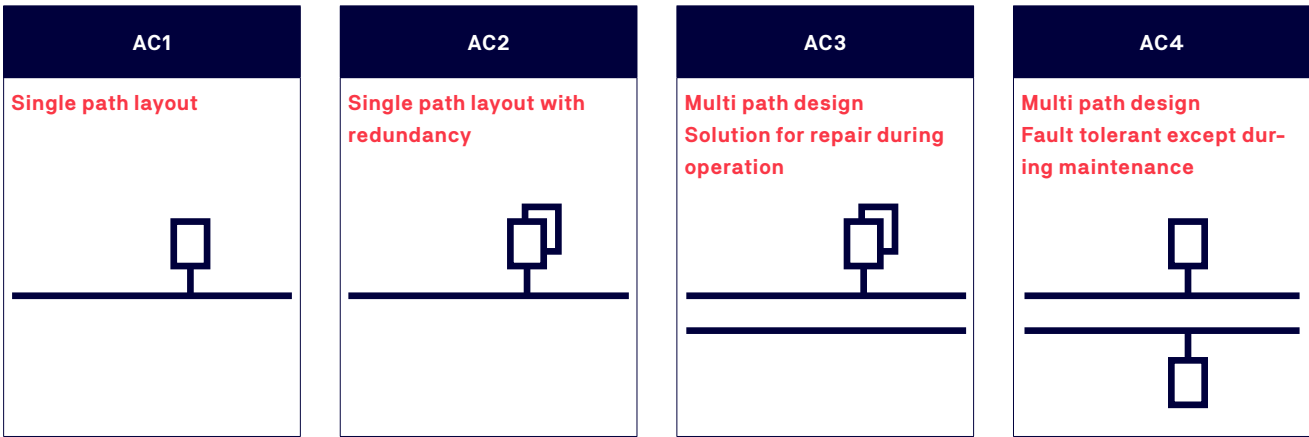 AC1
Single path layout
AC2
Single path layout with
redundancy
AC3
Multi path design
Solution for repair during
operation
AC4
Multi path design
Fault tolerant except dur-
ing maintenance